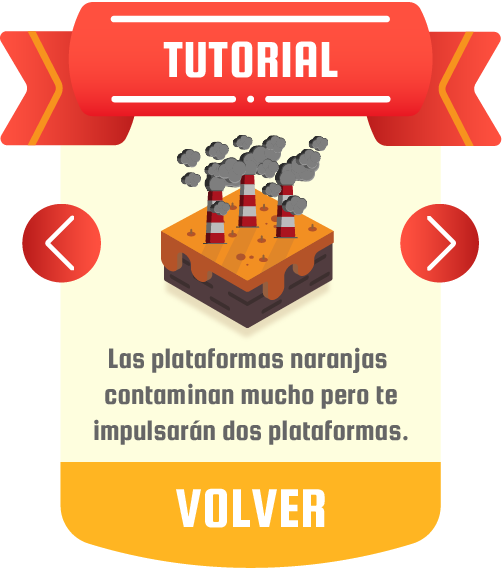 TUTORIAL
Las plataformas naranjas
contaminan mucho pero te
impulsarán dos plataformas.
VOLVER